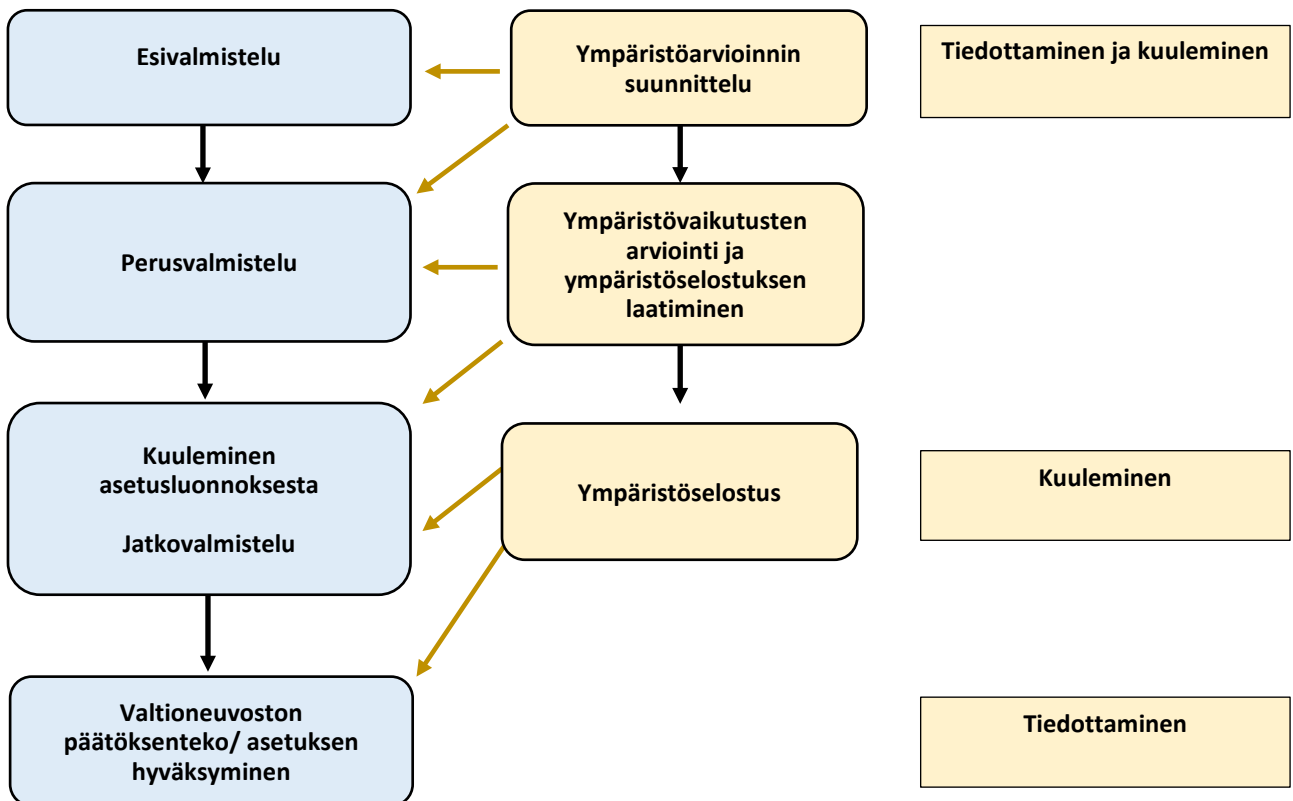 Esivalmistelu
Ympäristöarvioinnin
suunnittelu
Tiedottaminen ja kuuleminen
Perusvalmistelu
Ympäristövaikutusten
arviointi ja
ympäristöselostuksen
laatiminen
Kuuleminen
asetusluonnoksesta
Jatkovalmistelu
Ympäristöselostus
Kuuleminen
Valtioneuvoston
päätöksenteko/ asetuksen
hyväksyminen
Tiedottaminen